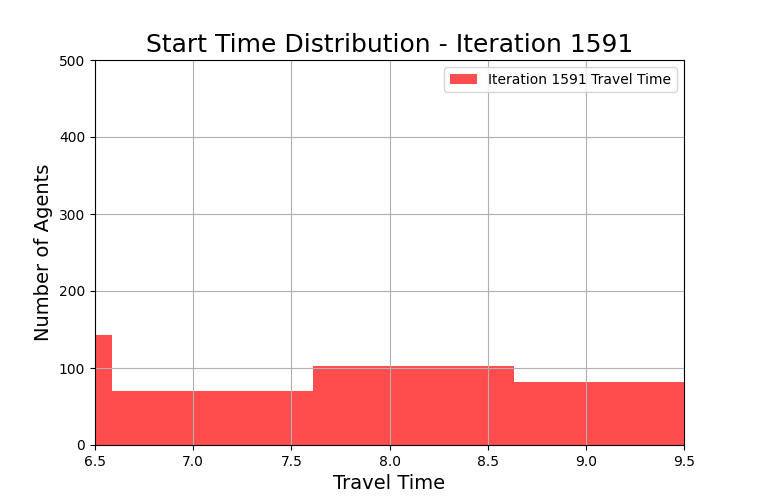 Start Time Distribution - Iteration 1591
Iteration 1591 Travel Time
Number of Agents
500
400
300
200
100
0
6.5 7.0 7.5 8.0 8.5 9.0 9.5
Travel Time